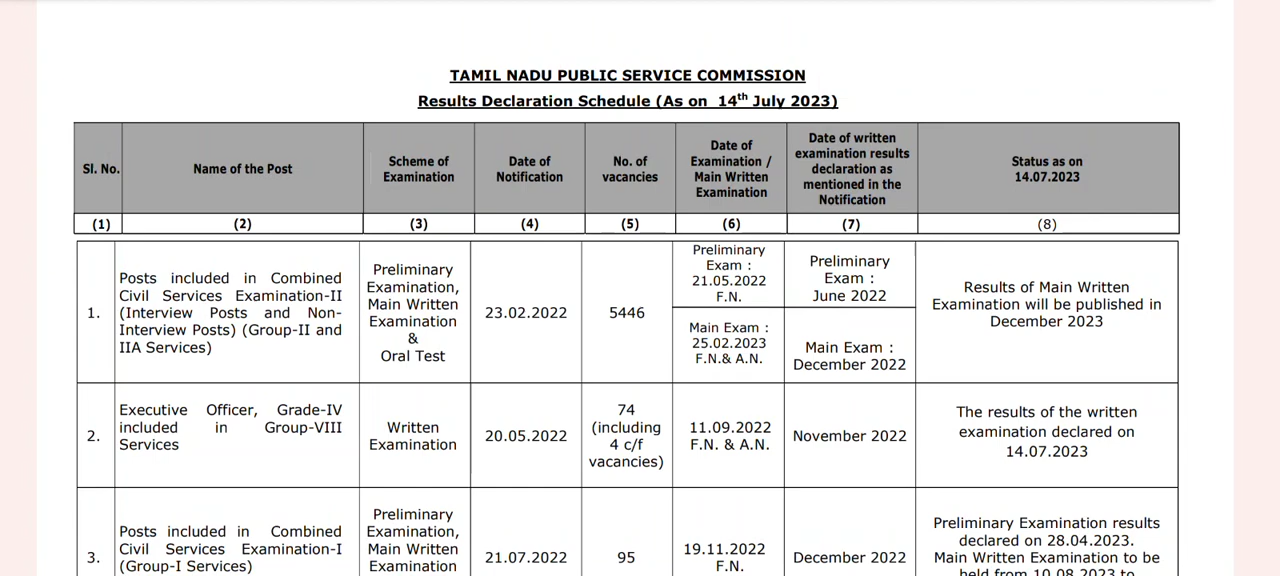 TAMIL NADU PUBLIC SERVICE COMMISSION
Results Declaration Schedule (As on 14th July 2023)
Sl. No.
Name of the Post
Scheme of
Examination
Date of
Notification
No. of
vacancies
Date of
Examination /
Main Written
Examination
Date of written
examination results
declaration as
mentioned in the
Notification
Status as on
14.07.2023
(1)
(2)
(3)
(4)
(5)
(6)
(7)
(8)
1.
Posts included in Combined
Civil Services Examination-II
(Interview Posts and Non-
Interview Posts) (Group-II and
IIA Services)
Preliminary
Examination,
Main Written
Examination
&
Oral Test
23.02.2022
5446
Preliminary
Exam :
21.05.2022
F.N.
Main Exam :
25.02.2023
F.N.& A.N.
Preliminary
Exam :
June 2022
Main Exam :
December 2022
Results of Main Written
Examination will be published in
December 2023
2.
Executive Officer, Grade-IV
included in Group-VIII
Services
Written
Examination
20.05.2022
74
(including
4 c/f
vacancies)
11.09.2022
F.N. & A.N.
November 2022
The results of the written
examination declared on
14.07.2023
3.
Posts included in Combined
Civil Services Examination-I
(Group-I Services)
Preliminary
Examination,
Main Written
Examination
21.07.2022
95
19.11.2022
F.N.
December 2022
Preliminary Examination results
declared on 28.04.2023.
Main Written Examination to be
held from 10.08.2023 to